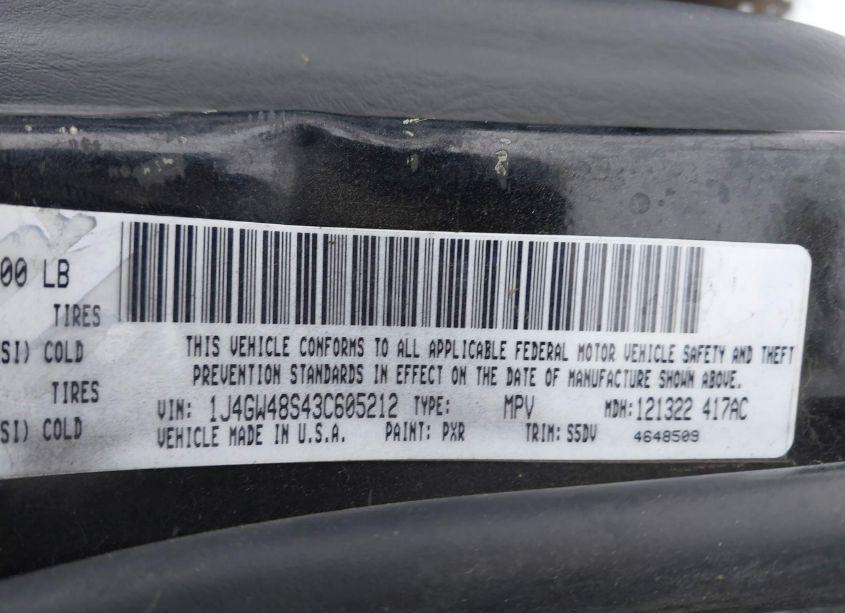 00 LB
TIRES
SI) COLD
TIRES
SI) COLD
THIS VEHICLE CONFORMS TO ALL APPLICABLE FEDERAL MOTOR VEHICLE SAFETY AND THEFT
PREVENTION STANDARDS IN EFFECT ON THE DATE OF MANUFACTURE SHOWN ABOVE.
VIN: 1J4GW48S43C605212 TYPE: MPV MDH: 121322 417AC
VEHICLE MADE IN U.S.A. PAINT: PXR TRIM: S5DV 4648509